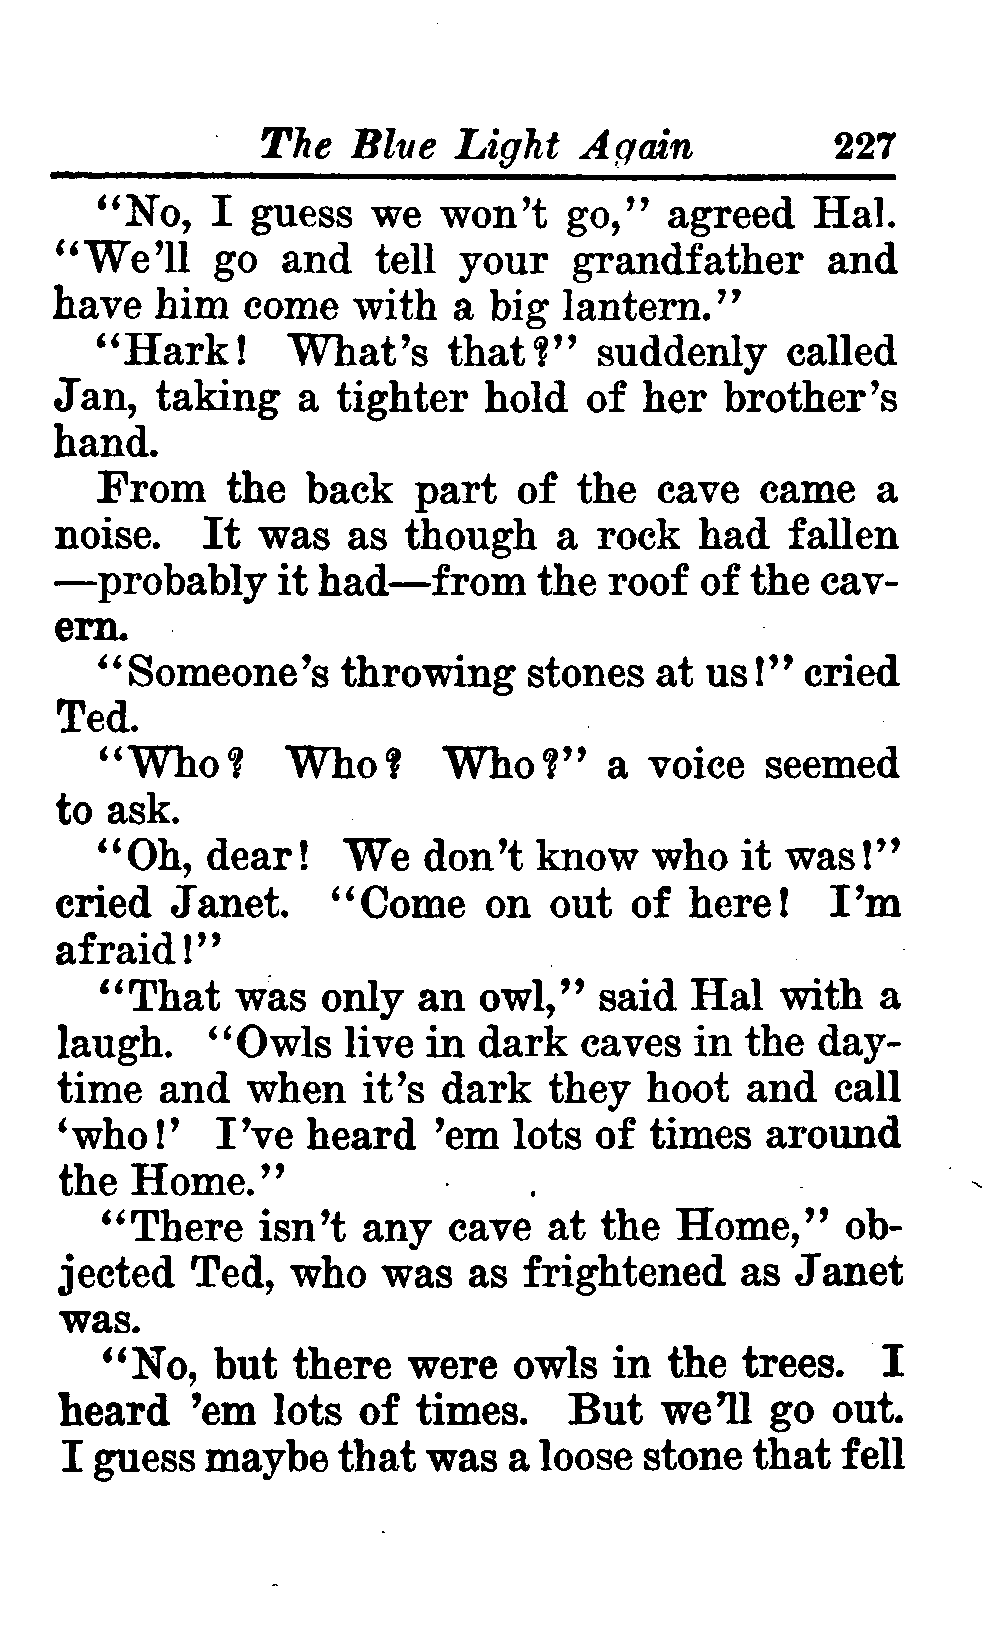 The Blue Light Again 227
“No, I guess we won’t go,” agreed Hal.
“We’ll go and tell your grandfather and
have him come with a big lantern.”
“Hark! What’s that?” suddenly called
Jan, taking a tighter hold of her brother’s
hand.
From the back part of the cave came a
noise. It was as though a rock had fallen
—probably it had—from the roof of the cav-
ern.
“Someone’s throwing stones at us!” cried
Ted.
“Who? Who? Who?” a voice seemed
to ask.
“Oh, dear! We don’t know who it was!”
cried Janet. “Come on out of here! I’m
afraid!”
“That was only an owl,” said Hal with a
laugh. “Owls live in dark caves in the day-
time and when it’s dark they hoot and call
‘who!’ I’ve heard ’em lots of times around
the Home.”
“There isn’t any cave at the Home,” ob-
jected Ted, who was as frightened as Janet
was.
“No, but there were owls in the trees. I
heard ’em lots of times. But we’ll go out.
I guess maybe that was a loose stone that fell